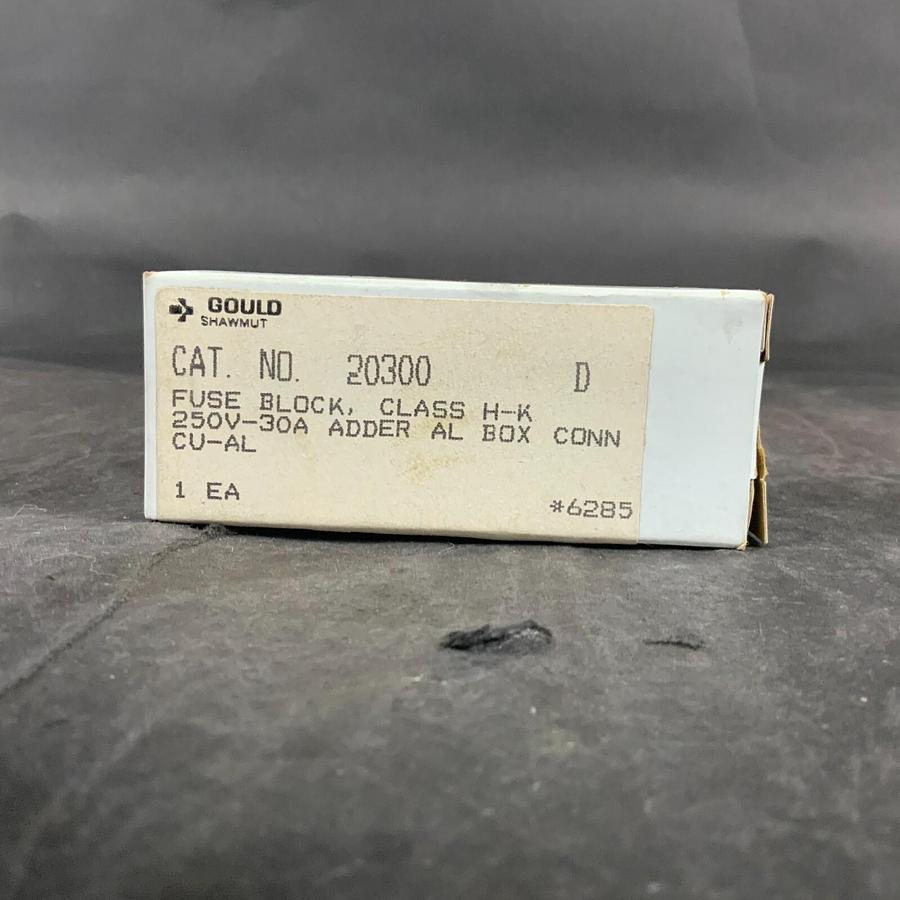 GOULD
SHAWMUT
CAT. NO. 20300 D
FUSE BLOCK, CLASS H-K
250V-30A ADDER AL BOX CONN
CU-AL
1 EA #6285